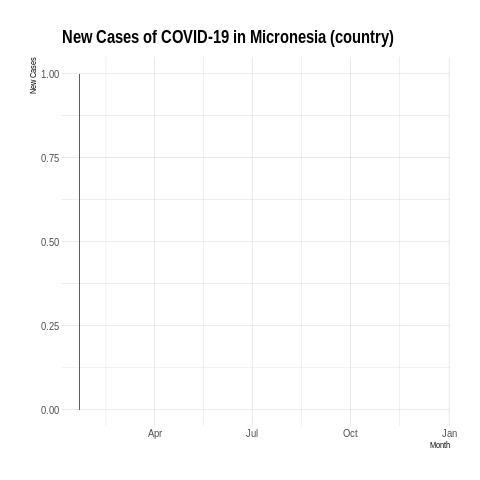 New Cases of COVID-19 in Micronesia (country)
New Cases
1.00
0.75
0.50
0.25
0.00
Apr Jul Oct Jan
Month